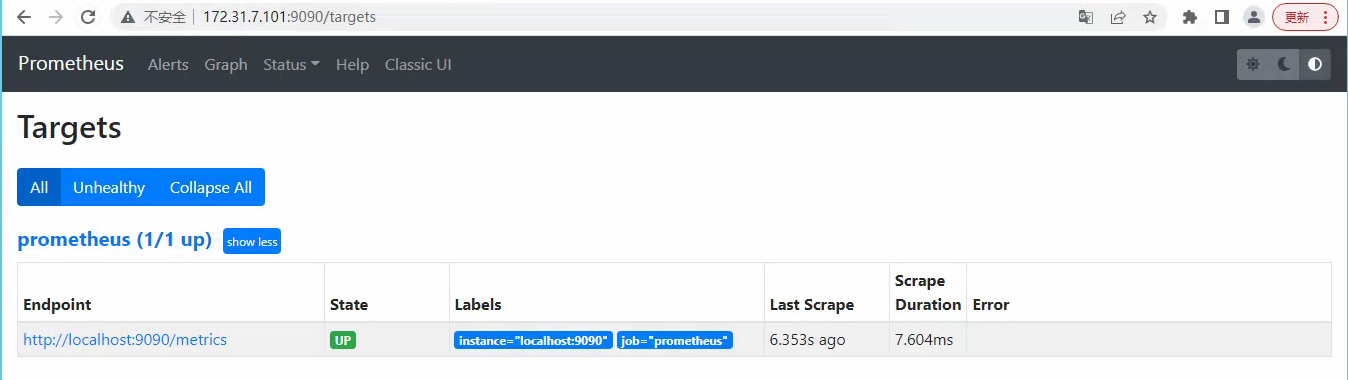 不安全 172.31.7.101:9090/targets 更新
Prometheus Alerts Graph Status Help Classic UI
Targets
All Unhealthy Collapse All
prometheus (1/1 up) show less
Endpoint State Labels Last Scrape Scrape Duration Error
http://localhost:9090/metrics UP instance="localhost:9090" job="prometheus" 6.353s ago 7.604ms